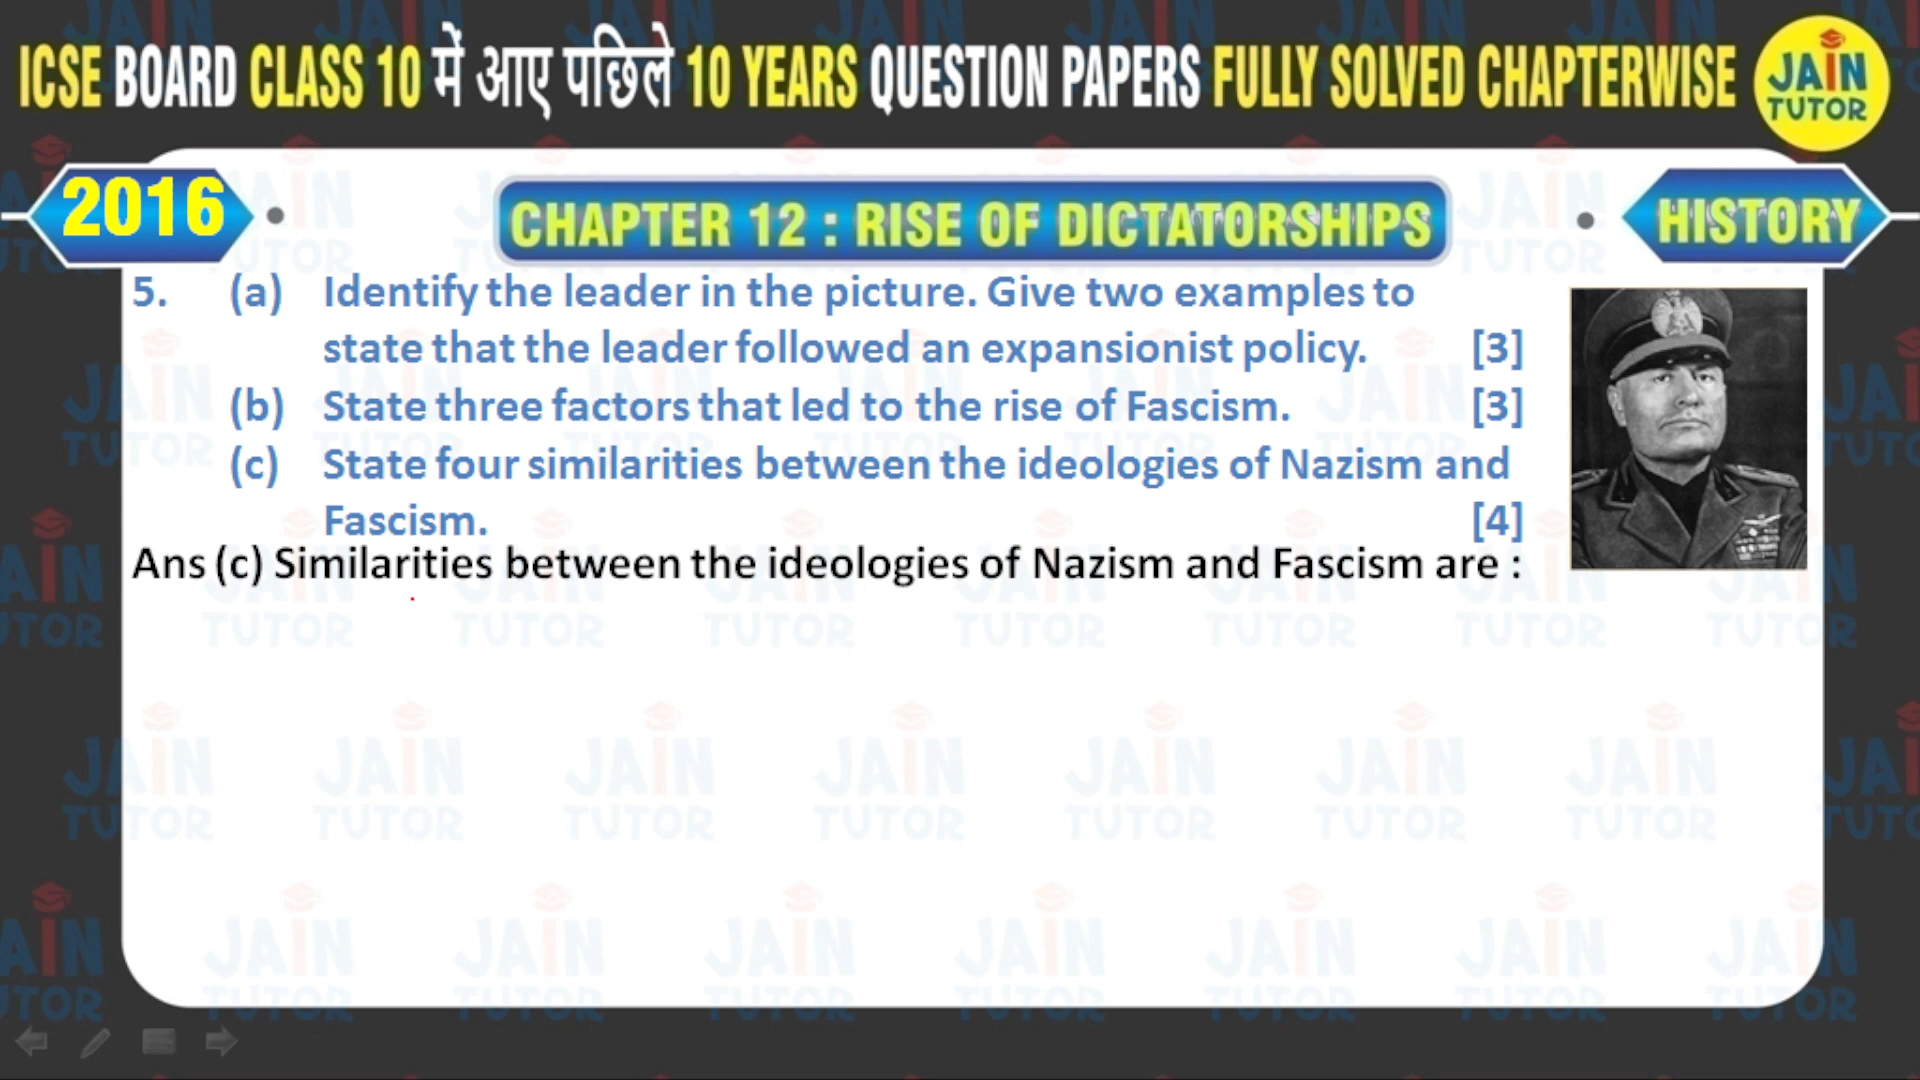 ICSE BOARD CLASS 10 में आए पिछले 10 YEARS QUESTION PAPERS FULLY SOLVED CHAPTERWISE
JAIN
TUTOR
2016
CHAPTER 12 : RISE OF DICTATORSHIPS
HISTORY
5. (a) Identify the leader in the picture. Give two examples to
state that the leader followed an expansionist policy. [3]
(b) State three factors that led to the rise of Fascism. [3]
(c) State four similarities between the ideologies of Nazism and
Fascism. [4]
Ans (c) Similarities between the ideologies of Nazism and Fascism are :